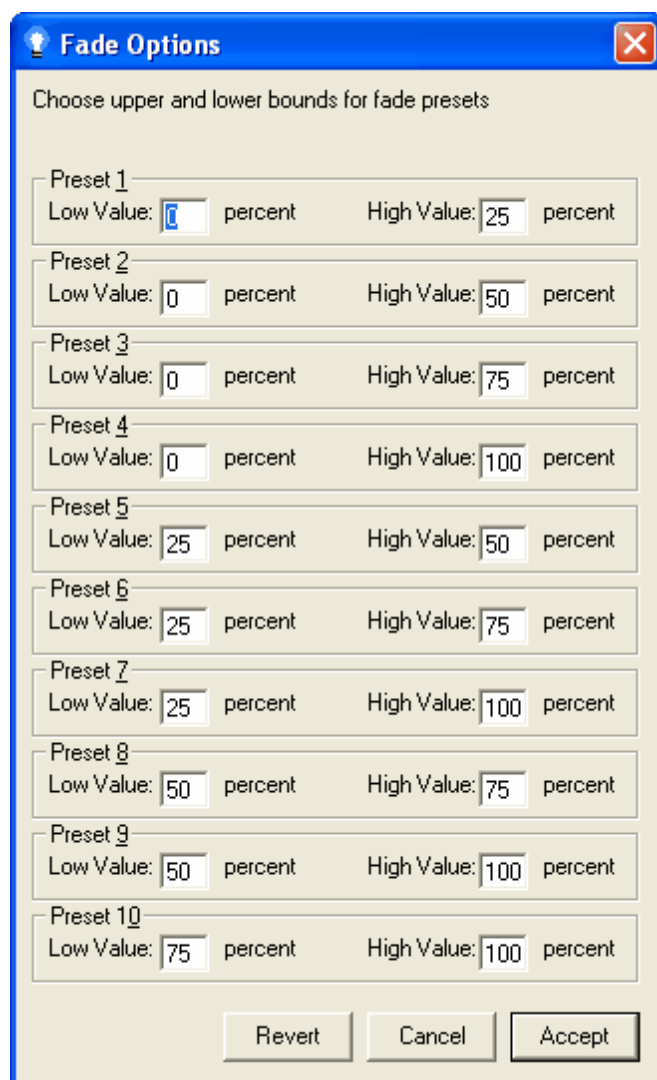 Fade Options
Choose upper and lower bounds for fade presets
Preset 1
Low Value: 0 percent High Value: 25 percent
Preset 2
Low Value: 0 percent High Value: 50 percent
Preset 3
Low Value: 0 percent High Value: 75 percent
Preset 4
Low Value: 0 percent High Value: 100 percent
Preset 5
Low Value: 25 percent High Value: 50 percent
Preset 6
Low Value: 25 percent High Value: 75 percent
Preset 7
Low Value: 25 percent High Value: 100 percent
Preset 8
Low Value: 50 percent High Value: 75 percent
Preset 9
Low Value: 50 percent High Value: 100 percent
Preset 10
Low Value: 75 percent High Value: 100 percent
Revert Cancel Accept